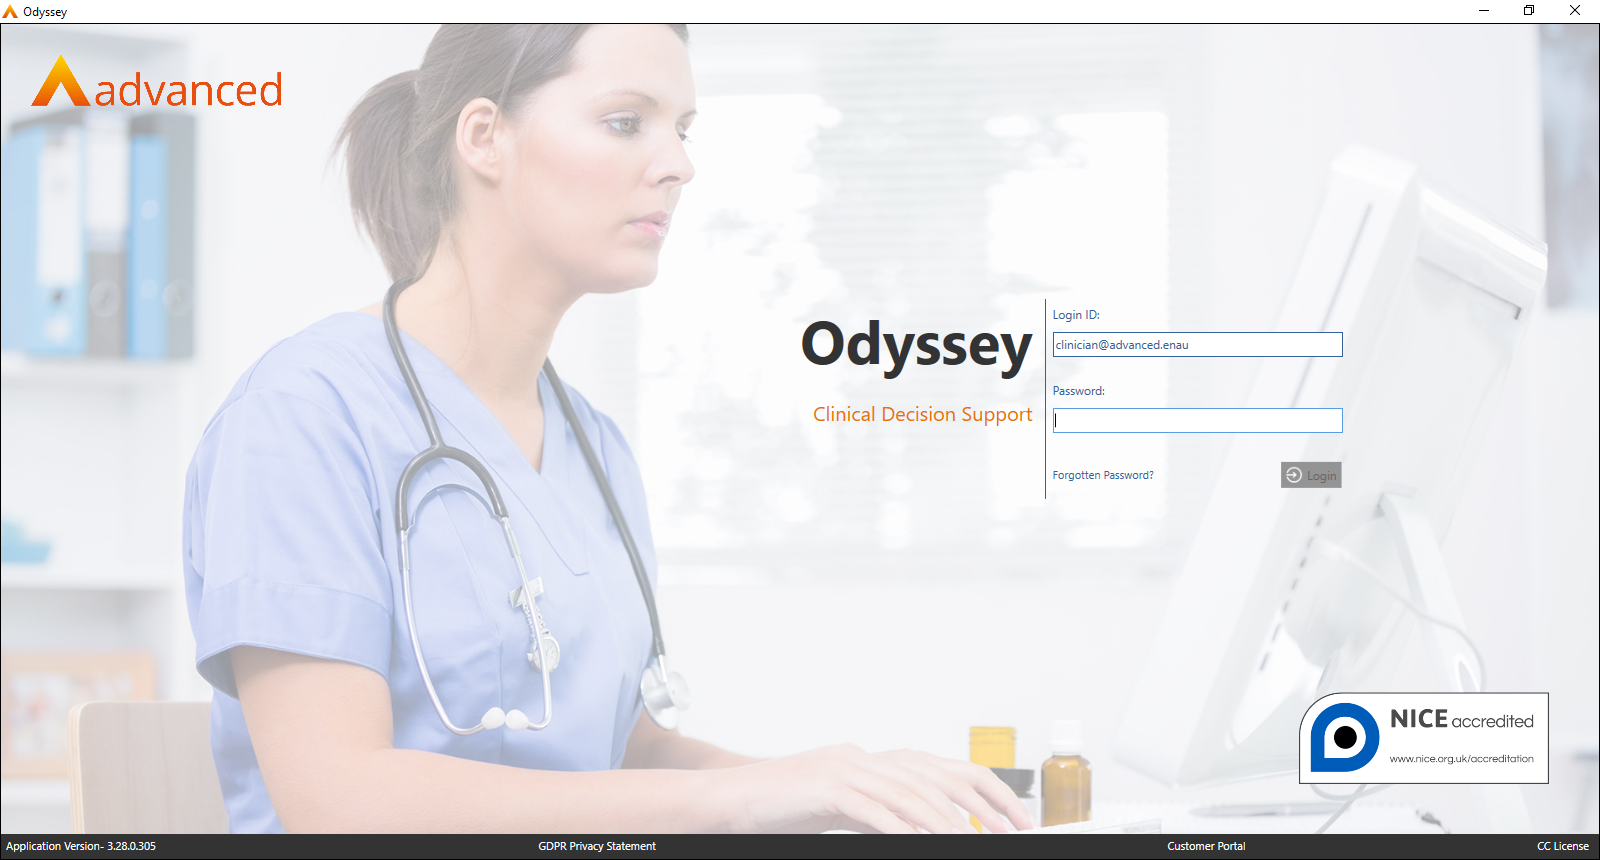 Odyssey
advanced
Odyssey
Clinical Decision Support
Login ID:
clinician@advanced.enau
Password:
Forgotten Password?
Login
NICE accredited
www.nice.org.uk/accreditation
Application Version- 3.28.0.305
GDPR Privacy Statement
Customer Portal
CC License